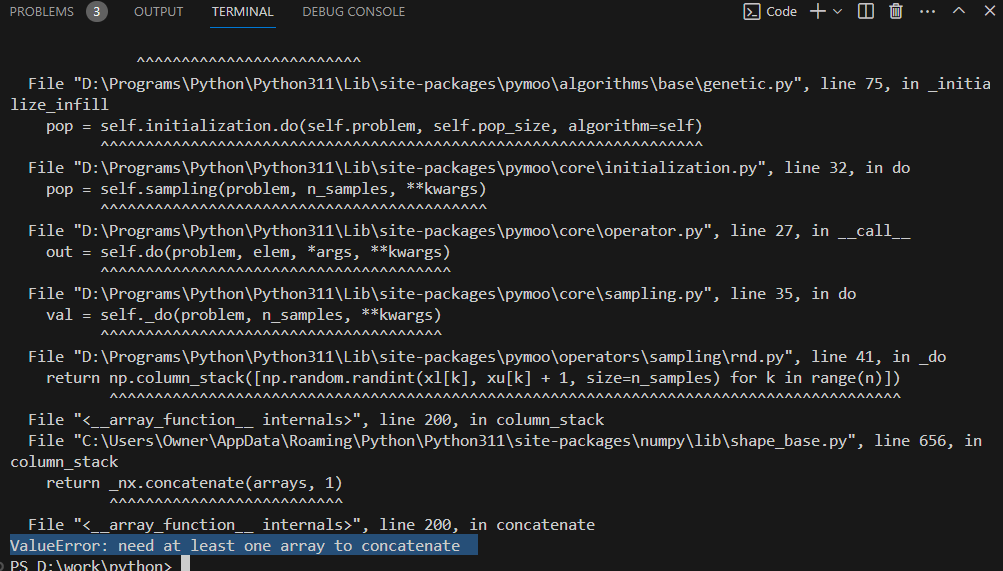 PROBLEMS 3 OUTPUT TERMINAL DEBUG CONSOLE Code
^^^^^^^^^^^^^^^^^^^^^^^^^
File "D:\Programs\Python\Python311\Lib\site-packages\pymoo\algorithms\base\genetic.py", line 75, in _initia
lize_infill
pop = self.initialization.do(self.problem, self.pop_size, algorithm=self)
^^^^^^^^^^^^^^^^^^^^^^^^^^^^^^^^^^^^^^^^^^^^^^^^^^^^^^^^^^^^^^^^^^^
File "D:\Programs\Python\Python311\Lib\site-packages\pymoo\core\initialization.py", line 32, in do
pop = self.sampling(problem, n_samples, **kwargs)
^^^^^^^^^^^^^^^^^^^^^^^^^^^^^^^^^^^^^^^^^^^
File "D:\Programs\Python\Python311\Lib\site-packages\pymoo\core\operator.py", line 27, in __call__
out = self.do(problem, elem, *args, **kwargs)
^^^^^^^^^^^^^^^^^^^^^^^^^^^^^^^^^^^^^^^
File "D:\Programs\Python\Python311\Lib\site-packages\pymoo\core\sampling.py", line 35, in do
val = self._do(problem, n_samples, **kwargs)
^^^^^^^^^^^^^^^^^^^^^^^^^^^^^^^^^^^^^^
File "D:\Programs\Python\Python311\Lib\site-packages\pymoo\operators\sampling\rnd.py", line 41, in _do
return np.column_stack([np.random.randint(xl[k], xu[k] + 1, size=n_samples) for k in range(n)])
^^^^^^^^^^^^^^^^^^^^^^^^^^^^^^^^^^^^^^^^^^^^^^^^^^^^^^^^^^^^^^^^^^^^^^^^^^^^^^^^^^^^^^^^
File "<__array_function__ internals>", line 200, in column_stack
File "C:\Users\Owner\AppData\Roaming\Python\Python311\site-packages\numpy\lib\shape_base.py", line 656, in
column_stack
return _nx.concatenate(arrays, 1)
^^^^^^^^^^^^^^^^^^^^^^^^^^
File "<__array_function__ internals>", line 200, in concatenate
ValueError: need at least one array to concatenate
PS D:\work\python>